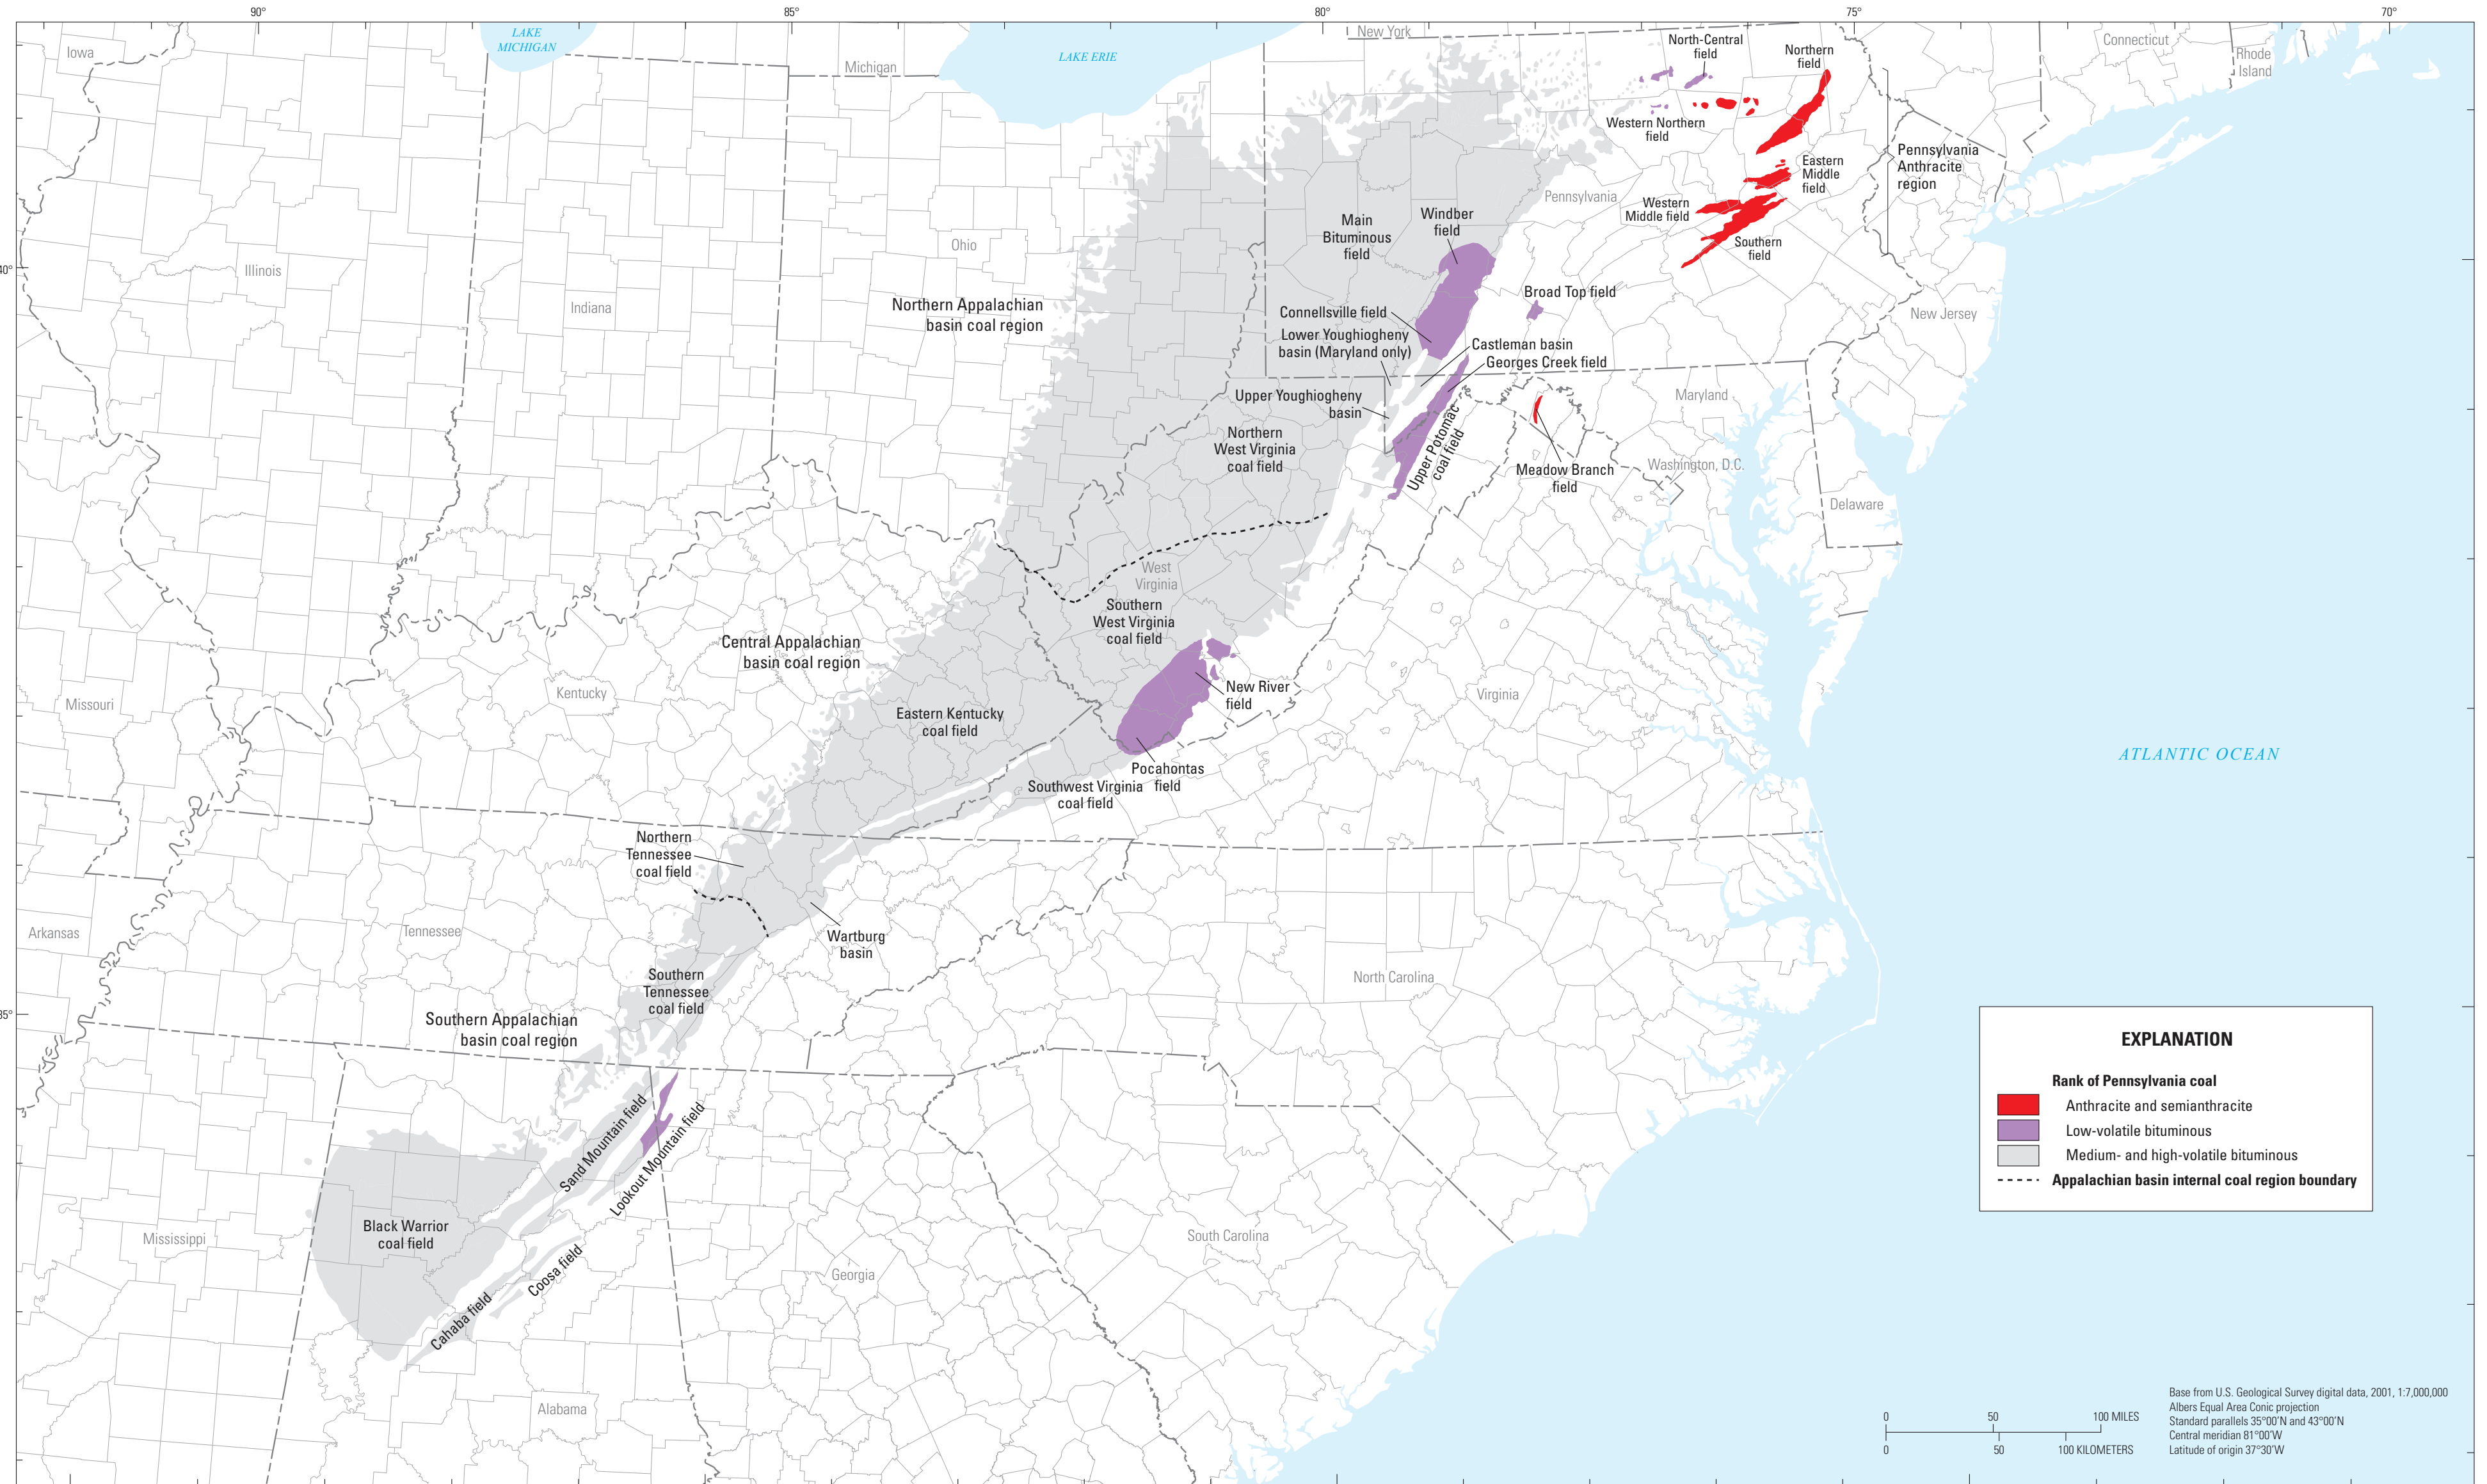 90°
85°
80°
75°
70°
LAKE
MICHIGAN
LAKE ERIE
Iowa
Michigan
New York
North-Central
field
Northern
field
Connecticut
Rhode
Island
Western Northern
field
Pennsylvania
Anthracite
region
Eastern
Middle
field
Pennsylvania
Western
Middle field
Southern
field
Main
Bituminous
field
Windber
field
Ohio
40°
Illinois
Indiana
Northern Appalachian
basin coal region
Broad Top field
New Jersey
Connellsville field
Lower Youghiogheny
basin (Maryland only)
Castleman basin
Georges Creek field
Upper Youghiogheny
basin
Maryland
Northern
West Virginia
coal field
Upper Potomac
coal field
Meadow Branch
field
Washington, D.C.
Delaware
West
Virginia
Southern
West Virginia
coal field
Central Appalachian
basin coal region
New River
field
Kentucky
Missouri
Virginia
Eastern Kentucky
coal field
ATLANTIC OCEAN
Pocahontas
field
Southwest Virginia
coal field
Northern
Tennessee
coal field
Arkansas
Tennessee
Wartburg
basin
Southern
Tennessee
coal field
North Carolina
35°
Southern Appalachian
basin coal region
Sand Mountain field
Lookout Mountain field
Black Warrior
coal field
Mississippi
South Carolina
Coosa field
Georgia
Cahaba field
Alabama
EXPLANATION
Rank of Pennsylvania coal
Anthracite and semianthracite
Low-volatile bituminous
Medium- and high-volatile bituminous
Appalachian basin internal coal region boundary
0 50 100 MILES
0 50 100 KILOMETERS
Base from U.S. Geological Survey digital data, 2001, 1:7,000,000
Albers Equal Area Conic projection
Standard parallels 35°00'N and 43°00'N
Central meridian 81°00'W
Latitude of origin 37°30'W